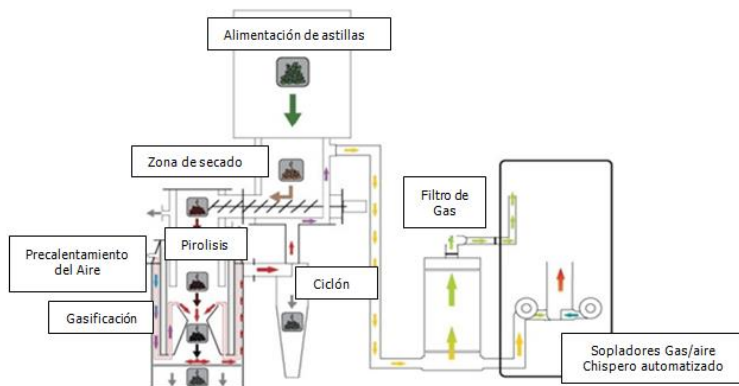 Alimentación de astillas
Zona de secado
Filtro de
Gas
Pirolisis
Precalentamiento
del Aire
Ciclón
Gasificación
Sopladores Gas/aire
Chispero automatizado